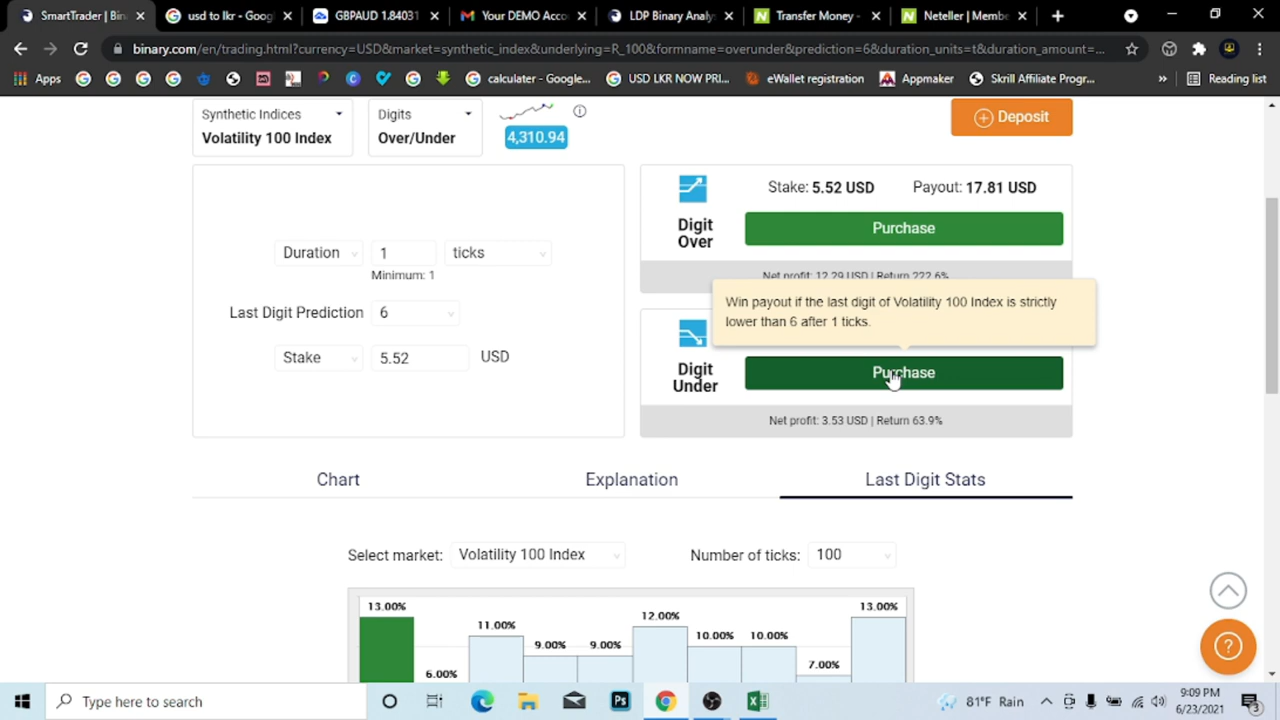 SmartTrader | Bin
usd to lkr - Goog
GBPAUD 1.84031
Your DEMO Acco
LDP Binary Analy
Transfer Money -
Neteller | Membe
binary.com/en/trading.html?currency=USD&market=synthetic_index&underlying=R_100&formname=overunder&prediction=6&duration_units=t&duration_amount=...
Apps
calculater - Google...
USD LKR NOW PRI...
eWallet registration
Appmaker
Skrill Affiliate Progr...
»
Reading list
Synthetic Indices
Volatility 100 Index
Digits
Over/Under
4,310.94
Deposit
Duration
1
ticks
Minimum: 1
Last Digit Prediction
6
Stake
5.52
USD
Stake: 5.52 USD
Payout: 17.81 USD
Digit
Over
Purchase
Net profit: 12.29 USD | Return 222.6%
Win payout if the last digit of Volatility 100 Index is strictly
lower than 6 after 1 ticks.
Digit
Under
Purchase
Net profit: 3.53 USD | Return 63.9%
Chart
Explanation
Last Digit Stats
Select market:
Volatility 100 Index
Number of ticks:
100
13.00%
6.00%
11.00%
9.00%
9.00%
12.00%
10.00%
10.00%
7.00%
13.00%
Type here to search
81°F Rain
9:09 PM
6/23/2021
3